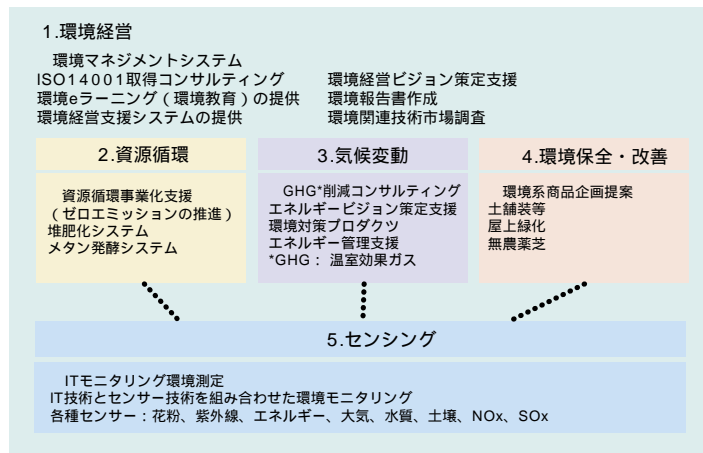 1.環境経営
環境マネジメントシステム
ISO14001取得コンサルティング
環境eラーニング（環境教育）の提供
環境経営支援システムの提供
環境経営ビジョン策定支援
環境報告書作成
環境関連技術市場調査
2.資源循環
資源循環事業化支援
（ゼロエミッションの推進）
堆肥化システム
メタン発酵システム
3.気候変動
GHG*削減コンサルティング
エネルギービジョン策定支援
環境対策プロダクツ
エネルギー管理支援
*GHG： 温室効果ガス
4.環境保全・改善
環境系商品企画提案
土舗装等
屋上緑化
無農薬芝
5.センシング
ITモニタリング環境測定
IT技術とセンサー技術を組み合わせた環境モニタリング
各種センサー：花粉、紫外線、エネルギー、大気、水質、土壌、NOx、SOx